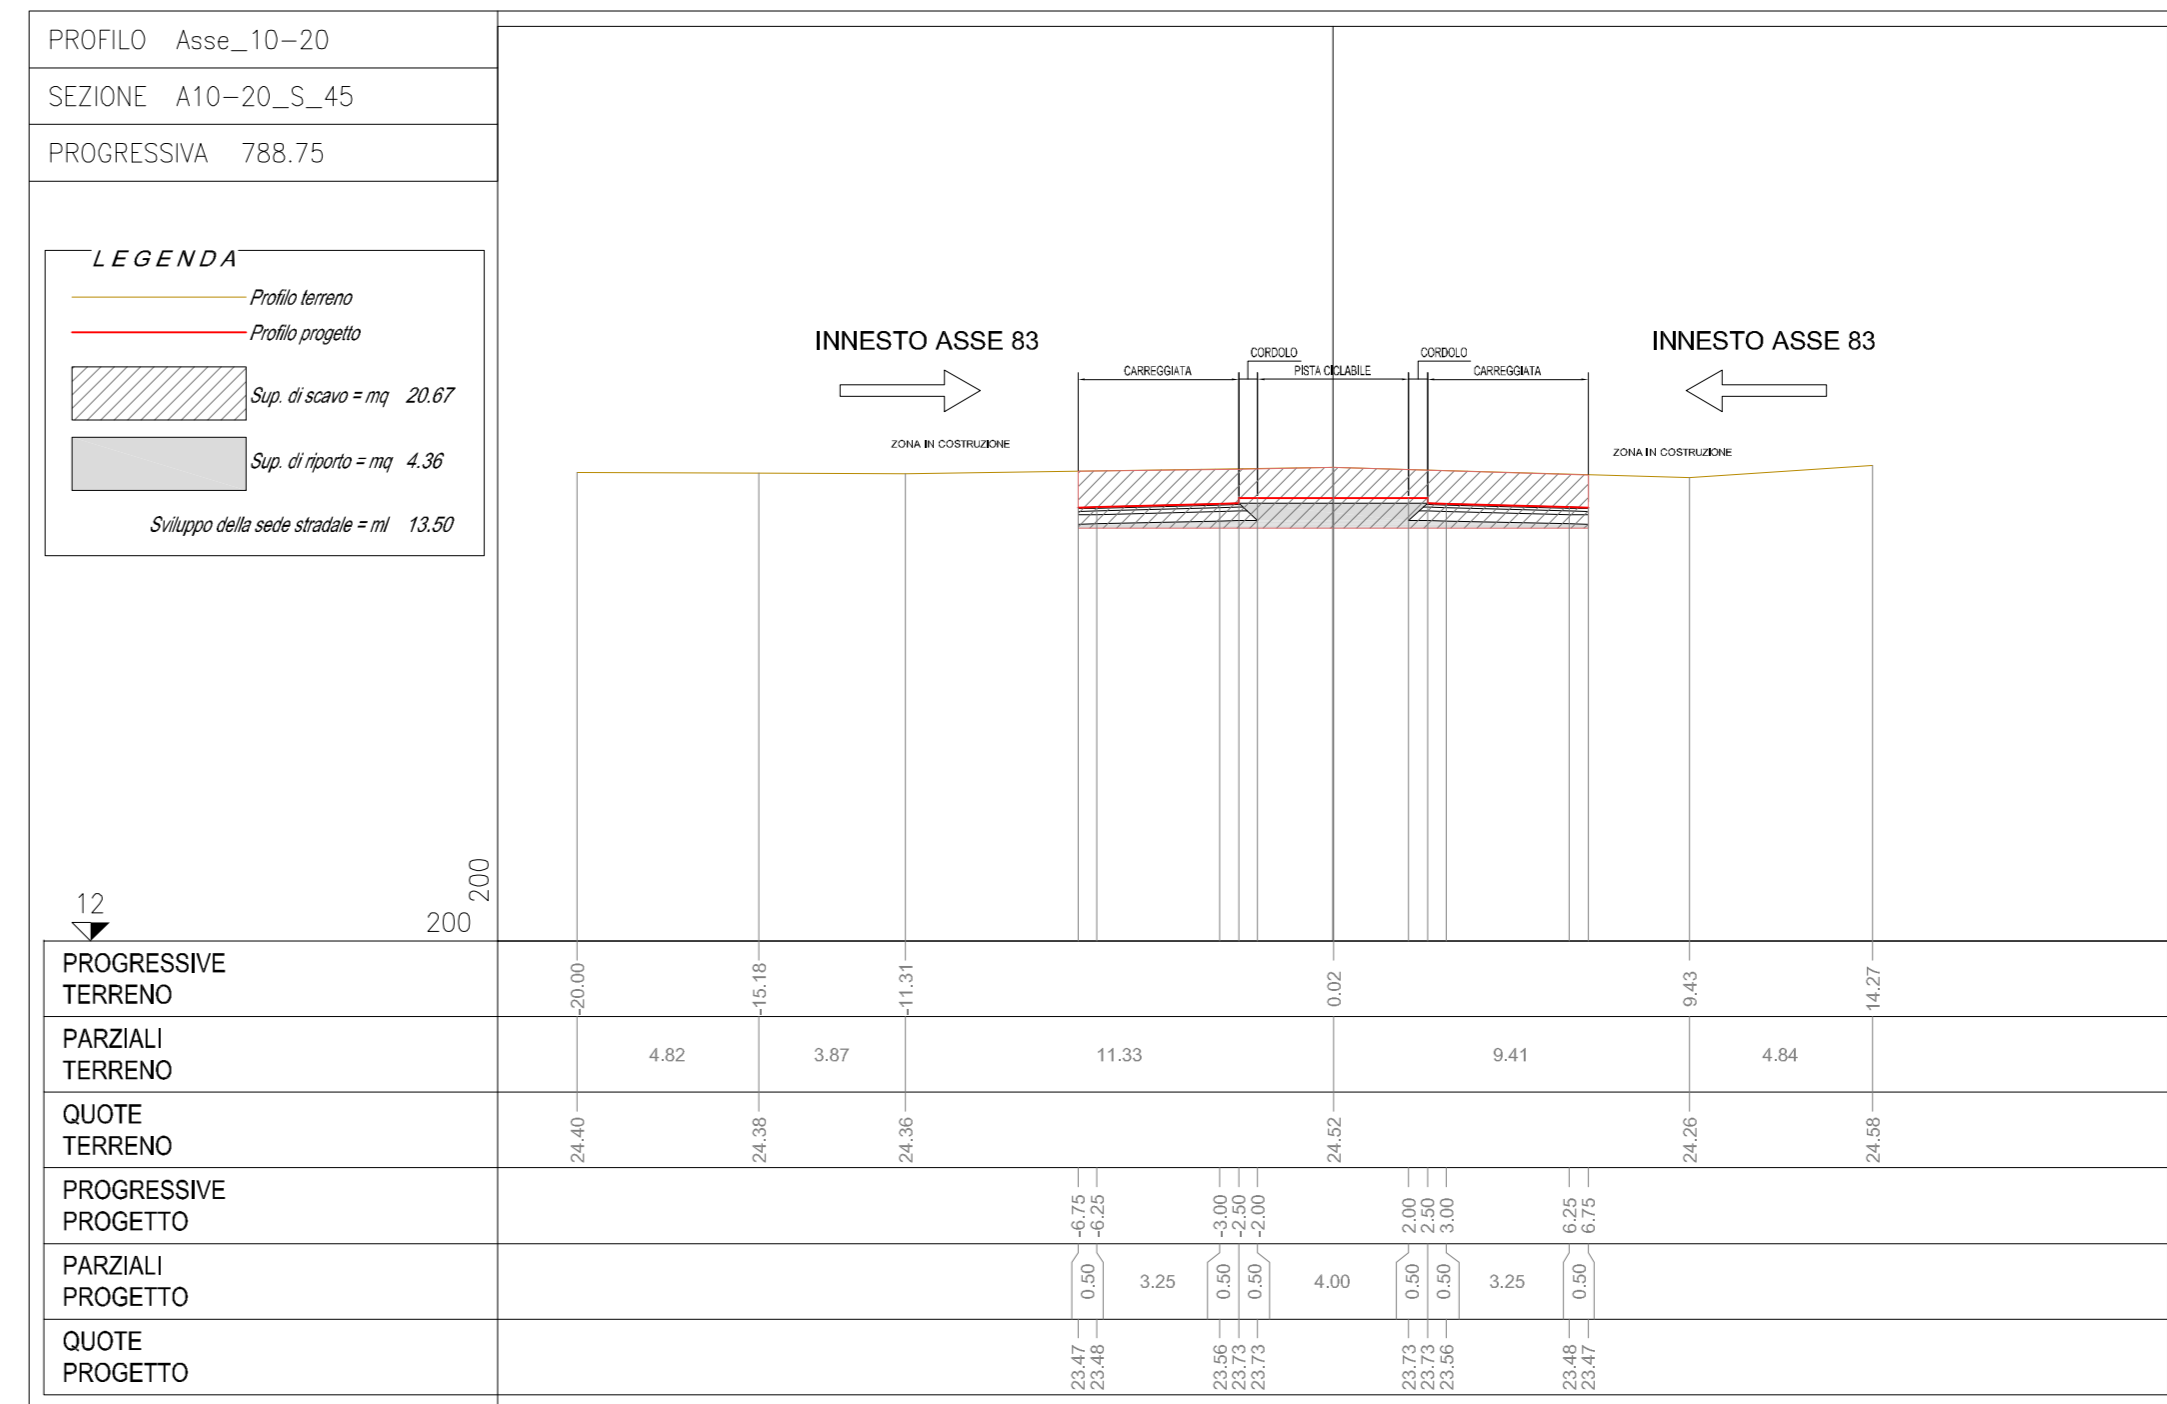 PROFILO Asse_10-20
SEZIONE A10-20_S_45
PROGRESSIVA 788.75
LEGENDA
Profilo terreno
Profilo progetto
Sup. di scavo = mq 20.67
Sup. di riporto = mq 4.36
Sviluppo della sede stradale = ml 13.50
INNESTO ASSE 83
INNESTO ASSE 83
CORDOLO
CORDOLO
CARREGGIATA
PISTA CICLABILE
CARREGGIATA
ZONA IN COSTRUZIONE
ZONA IN COSTRUZIONE
12
200
200
PROGRESSIVE
TERRENO
-20.00 -15.18 -11.31 0.02 9.43 14.27
PARZIALI
TERRENO
4.82 3.87 11.33 9.41 4.84
QUOTE
TERRENO
24.40 24.38 24.36 24.52 24.26 24.58
PROGRESSIVE
PROGETTO
-6.75 -6.25 -3.00 -2.50 -2.00 2.00 2.50 3.00 6.25 6.75
PARZIALI
PROGETTO
0.50 3.25 0.50 0.50 4.00 0.50 0.50 3.25 0.50
QUOTE
PROGETTO
23.47 23.48 23.56 23.73 23.73 23.73 23.73 23.56 23.48 23.47